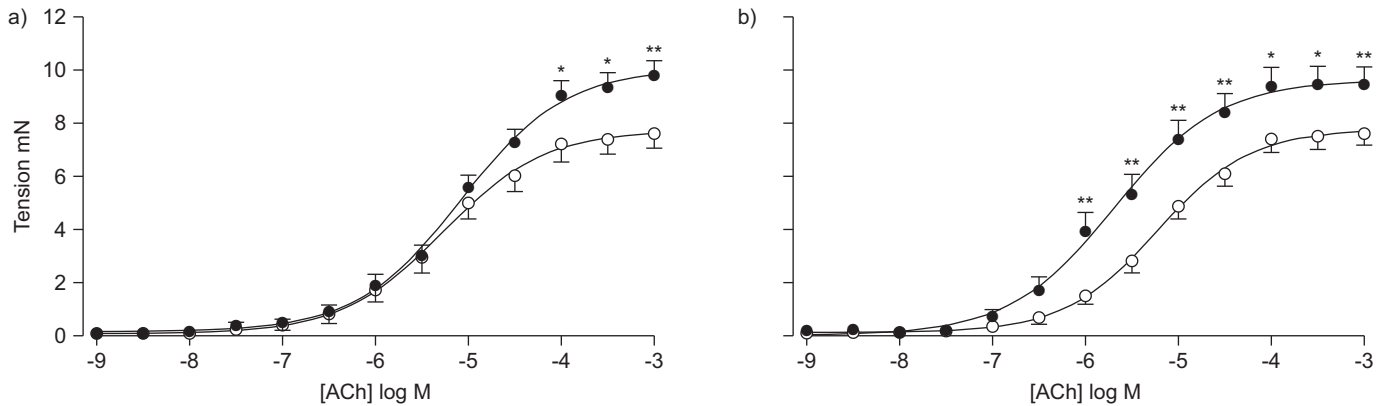 a)
12
10
8
6
4
2
0
Tension mN
* * **
-9 -8 -7 -6 -5 -4 -3
[ACh] log M
b)
** ** ** ** * * **
-9 -8 -7 -6 -5 -4 -3
[ACh] log M